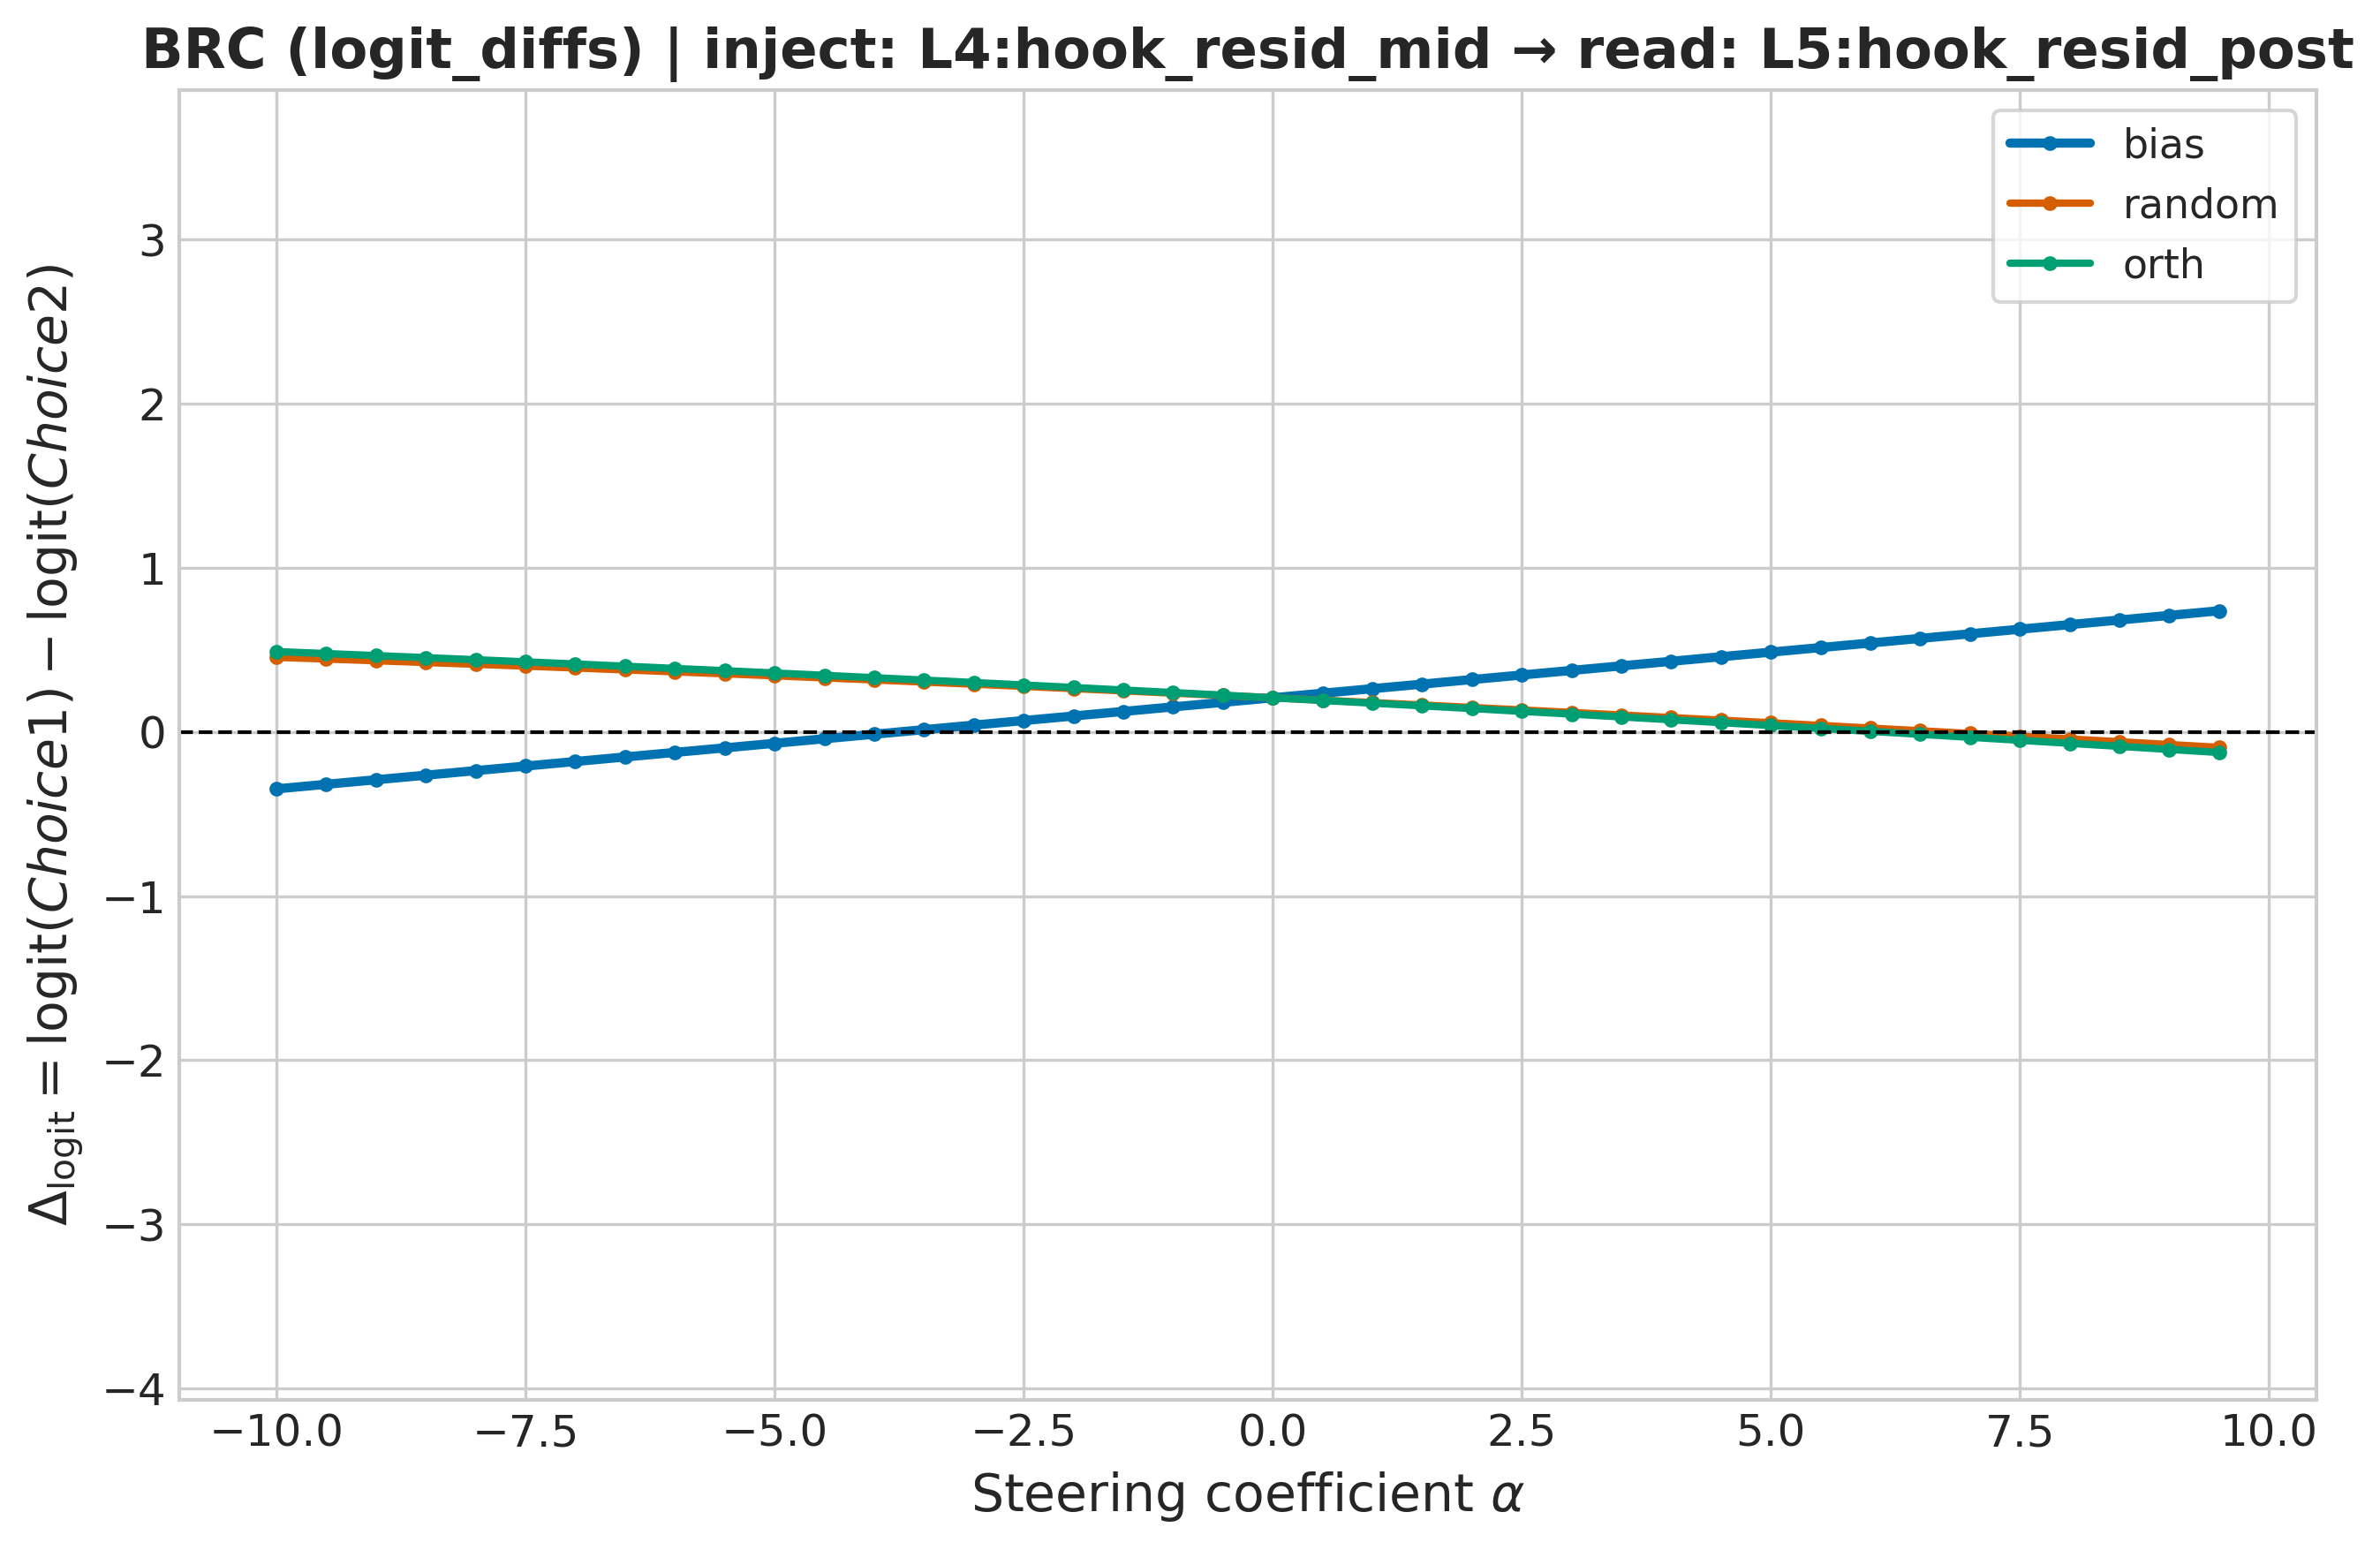 BRC (logit_diffs) | inject: L4:hook_resid_mid → read: L5:hook_resid_post
Δlogit = logit(Choice1) − logit(Choice2)
3
2
1
0
−1
−2
−3
−4
bias
random
orth
−10.0 −7.5 −5.0 −2.5 0.0 2.5 5.0 7.5 10.0
Steering coefficient α